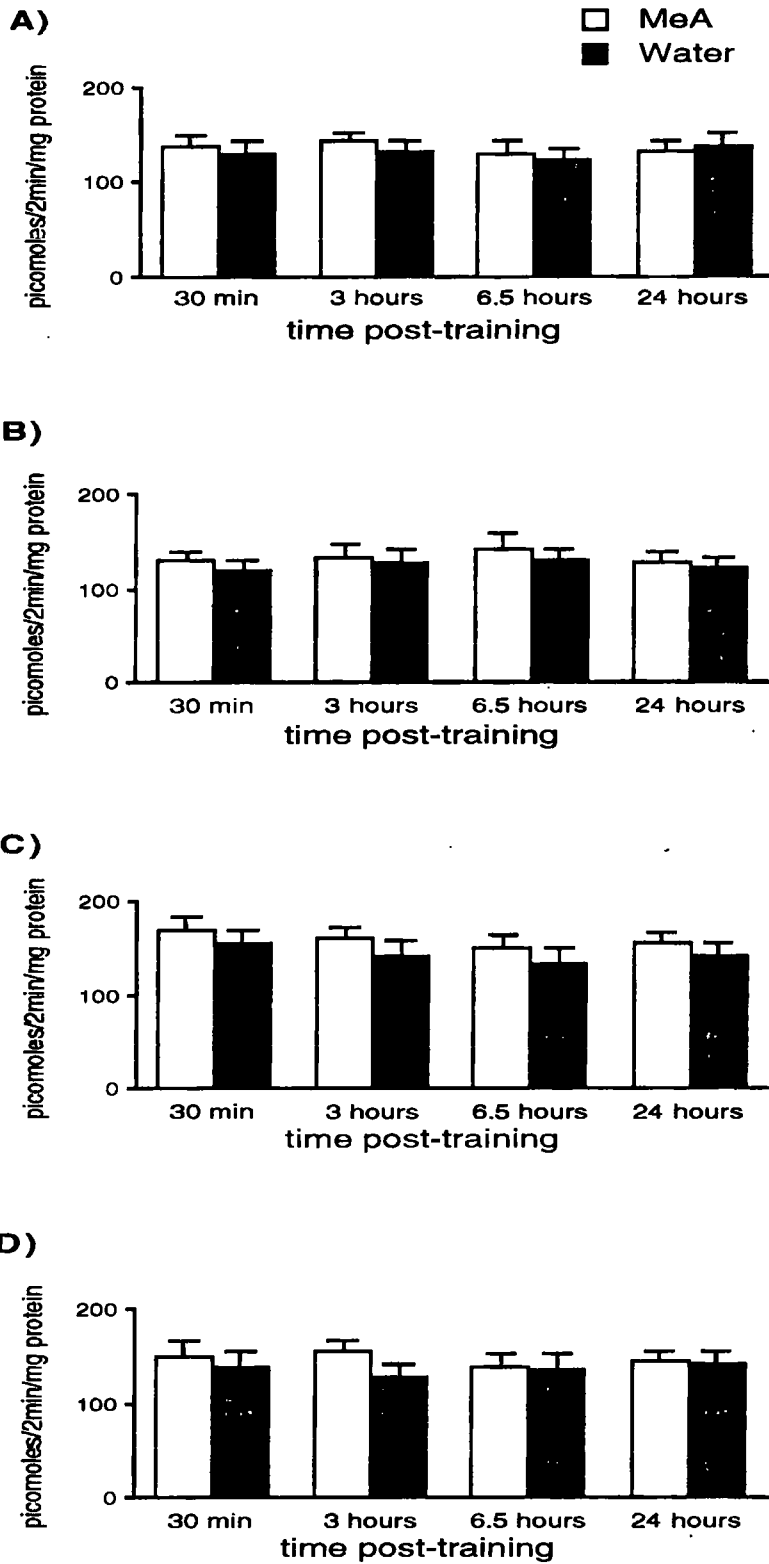 A)
MeA
Water
picomoles/2min/mg protein
200
100
0
30 min 3 hours 6.5 hours 24 hours
time post-training
B)
picomoles/2min/mg protein
200
100
0
30 min 3 hours 6.5 hours 24 hours
time post-training
C)
picomoles/2min/mg protein
200
100
0
30 min 3 hours 6.5 hours 24 hours
time post-training
D)
picomoles/2min/mg protein
200
100
0
30 min 3 hours 6.5 hours 24 hours
time post-training